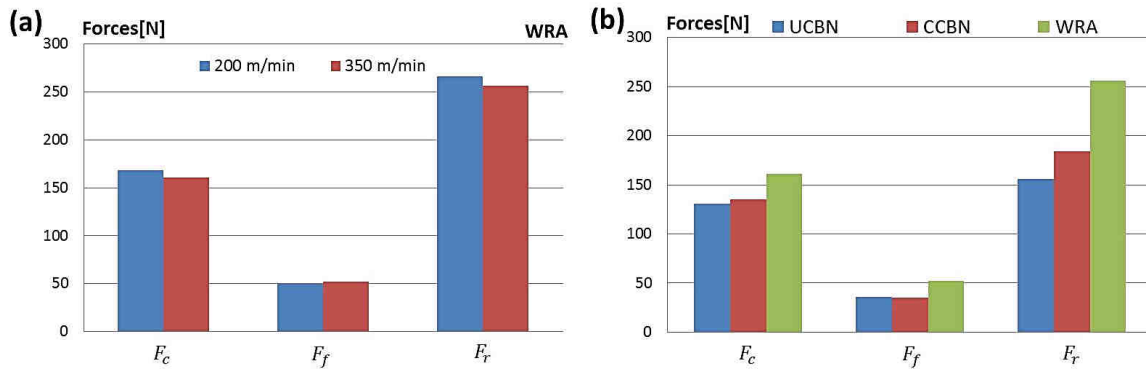 (a)
Forces[N]
WRA
200 m/min
350 m/min
300
250
200
150
100
50
0
F_c
F_f
F_r
(b)
Forces[N]
UCBN
CCBN
WRA
300
250
200
150
100
50
0
F_c
F_f
F_r